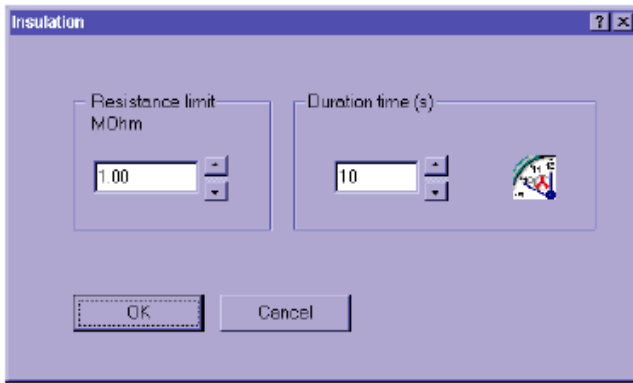 Insulation
Resistance limit
MOhm
1.00
Duration time (s)
10
OK
Cancel